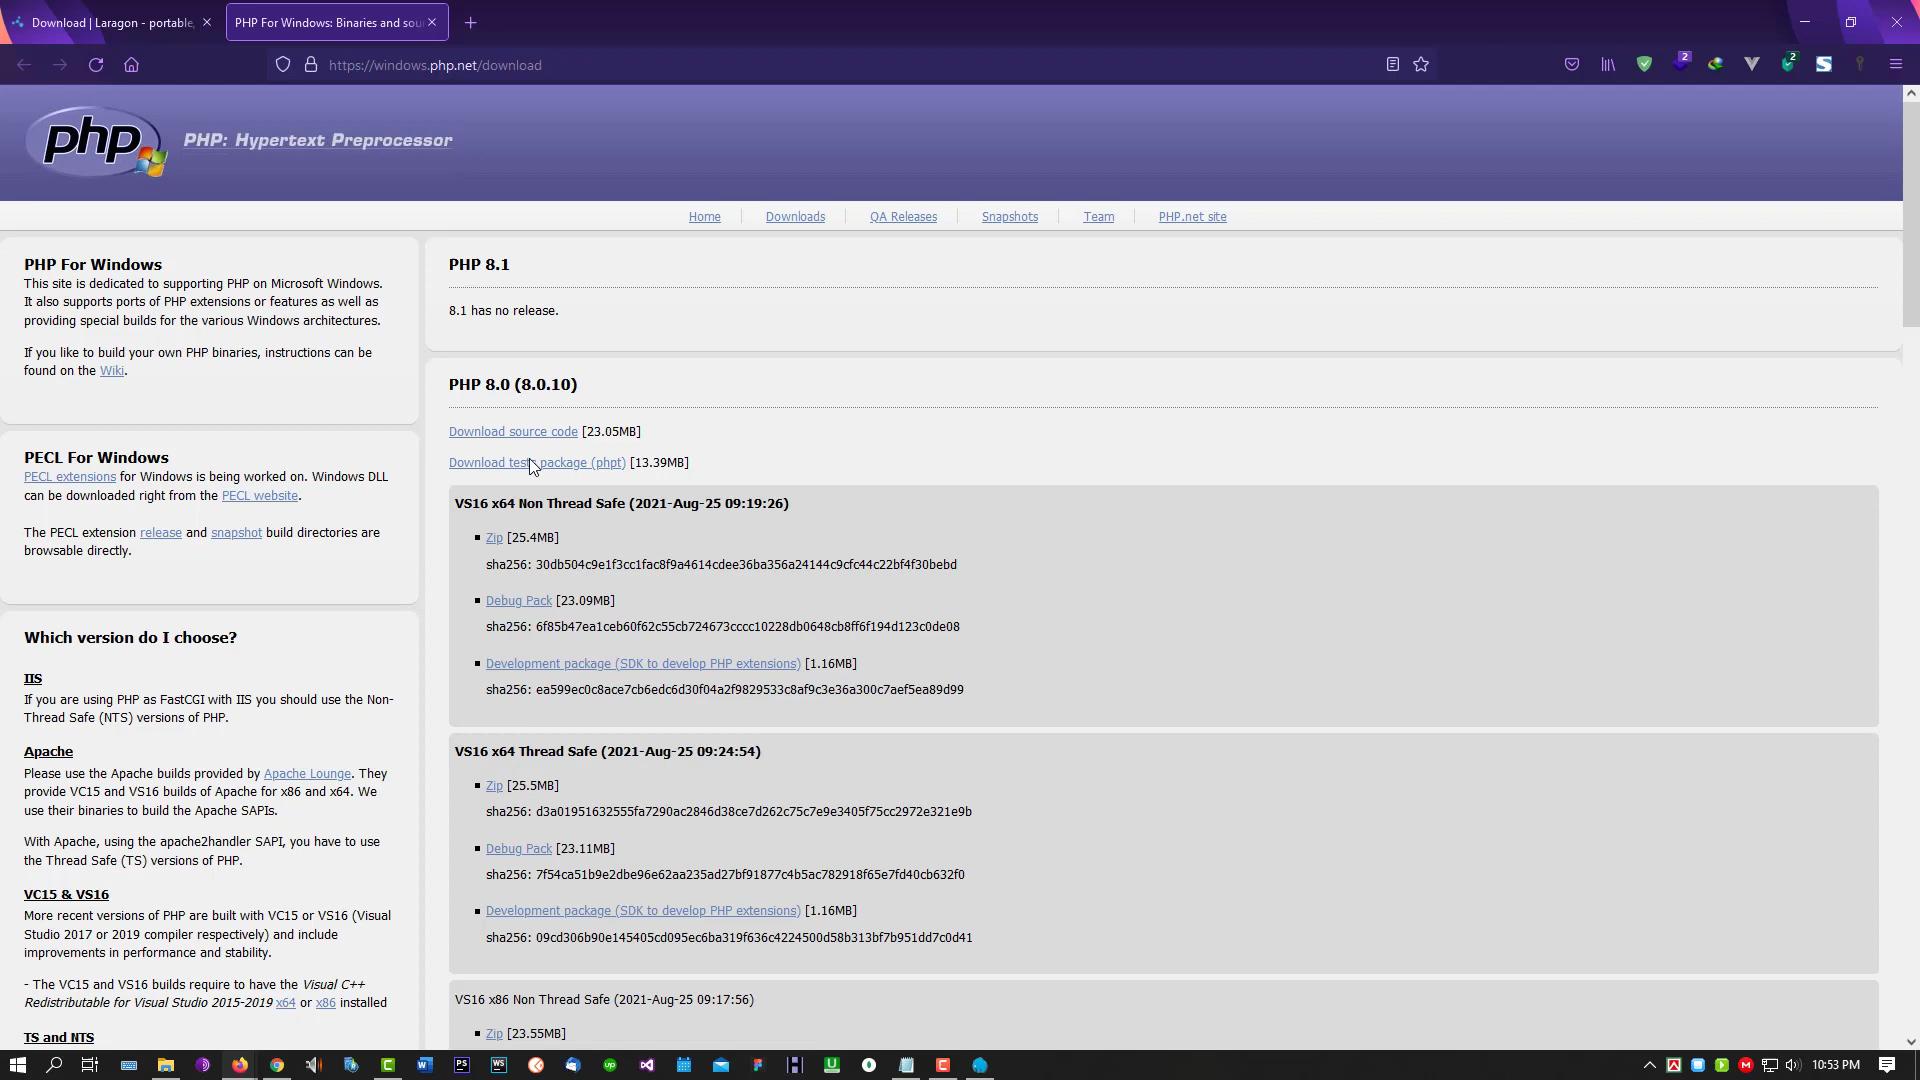 Download | Laragon - portable,
PHP For Windows: Binaries and sou
https://windows.php.net/download
2
2
php
PHP: Hypertext Preprocessor
Home
Downloads
QA Releases
Snapshots
Team
PHP.net site
PHP For Windows
This site is dedicated to supporting PHP on Microsoft Windows.
It also supports ports of PHP extensions or features as well as
providing special builds for the various Windows architectures.
If you like to build your own PHP binaries, instructions can be
found on the Wiki.
PECL For Windows
PECL extensions for Windows is being worked on. Windows DLL
can be downloaded right from the PECL website.
The PECL extension release and snapshot build directories are
browsable directly.
Which version do I choose?
IIS
If you are using PHP as FastCGI with IIS you should use the Non-
Thread Safe (NTS) versions of PHP.
Apache
Please use the Apache builds provided by Apache Lounge. They
provide VC15 and VS16 builds of Apache for x86 and x64. We
use their binaries to build the Apache SAPIs.
With Apache, using the apache2handler SAPI, you have to use
the Thread Safe (TS) versions of PHP.
VC15 & VS16
More recent versions of PHP are built with VC15 or VS16 (Visual
Studio 2017 or 2019 compiler respectively) and include
improvements in performance and stability.
- The VC15 and VS16 builds require to have the Visual C++
Redistributable for Visual Studio 2015-2019 x64 or x86 installed
TS and NTS
PHP 8.1
8.1 has no release.
PHP 8.0 (8.0.10)
Download source code [23.05MB]
Download tests package (phpt) [13.39MB]
VS16 x64 Non Thread Safe (2021-Aug-25 09:19:26)
Zip [25.4MB]
sha256: 30db504c9e1f3cc1fac8f9a4614cdee36ba356a24144c9cfc44c22bf4f30bebd
Debug Pack [23.09MB]
sha256: 6f85b47ea1ceb60f62c55cb724673cccc10228db0648cb8ff6f194d123c0de08
Development package (SDK to develop PHP extensions) [1.16MB]
sha256: ea599ec0c8ace7cb6edc6d30f04a2f9829533c8af9c3e36a300c7aef5ea89d99
VS16 x64 Thread Safe (2021-Aug-25 09:24:54)
Zip [25.5MB]
sha256: d3a01951632555fa7290ac2846d38ce7d262c75c7e9e3405f75cc2972e321e9b
Debug Pack [23.11MB]
sha256: 7f54ca51b9e2dbe96e62aa235ad27bf91877c4b5ac782918f65e7fd40cb632f0
Development package (SDK to develop PHP extensions) [1.16MB]
sha256: 09cd306b90e145405cd095ec6ba319f636c4224500d58b313bf7b951dd7c0d41
VS16 x86 Non Thread Safe (2021-Aug-25 09:17:56)
Zip [23.55MB]
10:53 PM